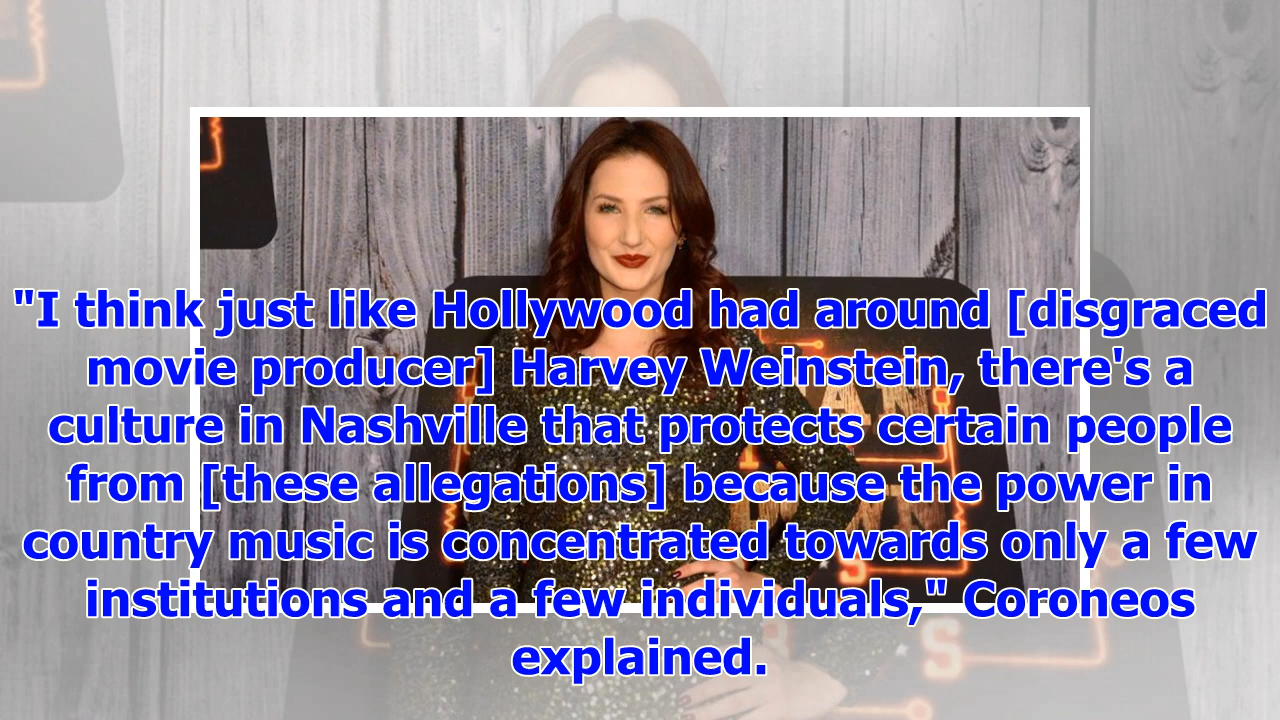 "I think just like Hollywood had around [disgraced
movie producer] Harvey Weinstein, there's a
culture in Nashville that protects certain people
from [these allegations] because the power in
country music is concentrated towards only a few
institutions and a few individuals," Coroneos
explained.